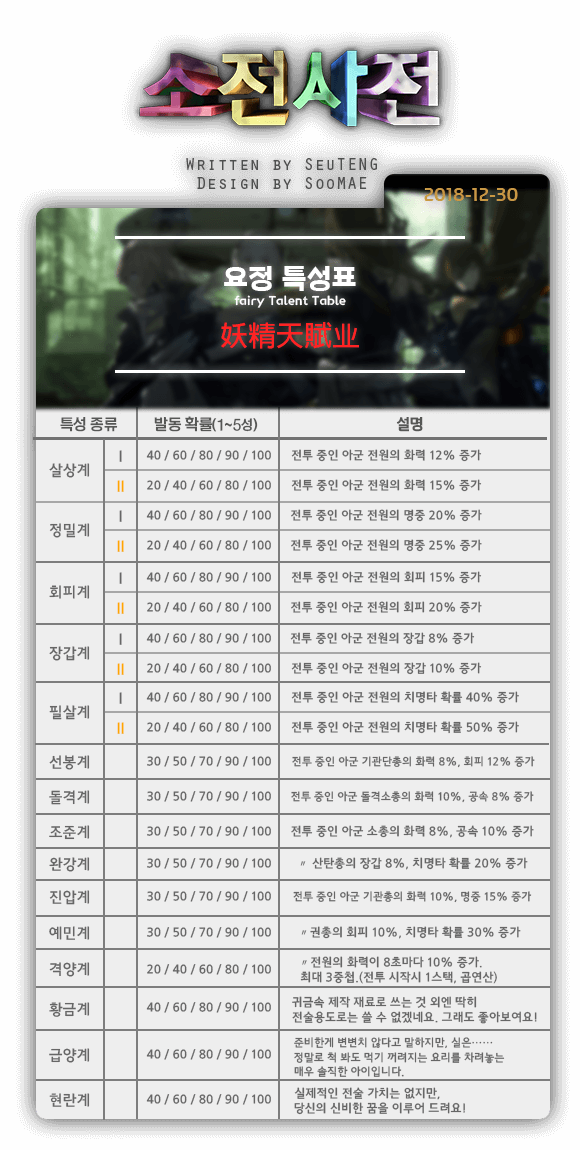 소전사전
WRITTEN BY SEUTENG
DESIGN BY SOOMAE
2018-12-30
요정 특성표
fairy Talent Table
妖精天賦业
특성 종류 발동 확률(1~5성) 설명
살상계 I 40 / 60 / 80 / 90 / 100 전투 중인 아군 전원의 화력 12% 증가
II 20 / 40 / 60 / 80 / 100 전투 중인 아군 전원의 화력 15% 증가
정밀계 I 40 / 60 / 80 / 90 / 100 전투 중인 아군 전원의 명중 20% 증가
II 20 / 40 / 60 / 80 / 100 전투 중인 아군 전원의 명중 25% 증가
회피계 I 40 / 60 / 80 / 90 / 100 전투 중인 아군 전원의 회피 15% 증가
II 20 / 40 / 60 / 80 / 100 전투 중인 아군 전원의 회피 20% 증가
장갑계 I 40 / 60 / 80 / 90 / 100 전투 중인 아군 전원의 장갑 8% 증가
II 20 / 40 / 60 / 80 / 100 전투 중인 아군 전원의 장갑 10% 증가
필살계 I 40 / 60 / 80 / 90 / 100 전투 중인 아군 전원의 치명타 확률 40% 증가
II 20 / 40 / 60 / 80 / 100 전투 중인 아군 전원의 치명타 확률 50% 증가
선봉계 30 / 50 / 70 / 90 / 100 전투 중인 아군 기관단총의 화력 8%, 회피 12% 증가
돌격계 30 / 50 / 70 / 90 / 100 전투 중인 아군 돌격소총의 화력 10%, 공속 8% 증가
조준계 30 / 50 / 70 / 90 / 100 전투 중인 아군 소총의 화력 8%, 공속 10% 증가
완강계 30 / 50 / 70 / 90 / 100 〃 산탄총의 장갑 8%, 치명타 확률 20% 증가
진압계 30 / 50 / 70 / 90 / 100 전투 중인 아군 기관총의 화력 10%, 명중 15% 증가
예민계 30 / 50 / 70 / 90 / 100 〃권총의 회피 10%, 치명타 확률 30% 증가
격양계 20 / 40 / 60 / 80 / 100 〃전원의 화력이 8초마다 10% 증가.
최대 3중첩.(전투 시작시 1스택, 곱연산)
황금계 40 / 60 / 80 / 90 / 100 귀금속 제작 재료로 쓰는 것 외엔 딱히
전술용도로는 쓸 수 없겠네요. 그래도 좋아보여요!
급양계 40 / 60 / 80 / 90 / 100 준비한게 변변치 않다고 말하지만, 실은……
정말로 척 봐도 먹기 꺼려지는 요리를 차려놓는
매우 솔직한 아이입니다.
현란계 40 / 60 / 80 / 90 / 100 실제적인 전술 가치는 없지만,
당신의 신비한 꿈을 이루어 드려요!